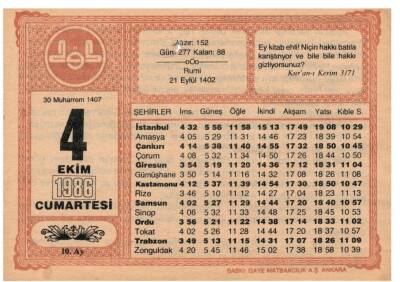 Hızır: 152
Gün: 277 Kalan: 88
oOo
Rumi
21 Eylül 1402
Ey kitab ehli! Niçin hakkı batıla
karıştırıyor ve bile bile hakkı
gizliyorsunuz?
Kur'an-ı Kerim 3/71
30 Muharrem 1407
4
EKİM
1986
CUMARTESİ
10. Ay
ŞEHİRLER İms. Güneş Öğle İkindi Akşam Yatsı Kıble S.
İstanbul 4 32 5 56 11 58 15 13 17 49 19 08 10 29
Amasya 4 05 5 29 11 31 14 46 17 23 18 39 10 54
Çankırı 4 14 5 38 11 40 14 55 17 32 18 50 10 45
Çorum 4 08 5 32 11 34 14 50 17 26 18 43 10 51
Giresun 3 54 5 19 11 20 14 36 17 12 18 31 11 04
Gümüşhane 3 50 5 14 11 16 14 32 17 08 18 26 11 08
Kastamonu 4 12 5 37 11 39 14 54 17 30 18 50 10 47
Rize 3 46 5 10 11 12 14 27 17 04 18 23 11 13
Samsun 4 02 5 27 11 29 14 44 17 20 18 40 10 57
Sinop 4 06 5 32 11 33 14 48 17 25 18 45 10 53
Ordu 3 56 5 21 11 22 14 38 17 14 18 33 11 02
Tokat 4 02 5 26 11 28 14 44 17 20 18 37 10 57
Trabzon 3 49 5 13 11 15 14 31 17 07 18 26 11 09
Zonguldak 4 20 5 45 11 46 15 02 17 38 18 57 10 39
BASKI: GAYE MATBAACILIK A.Ş. ANKARA